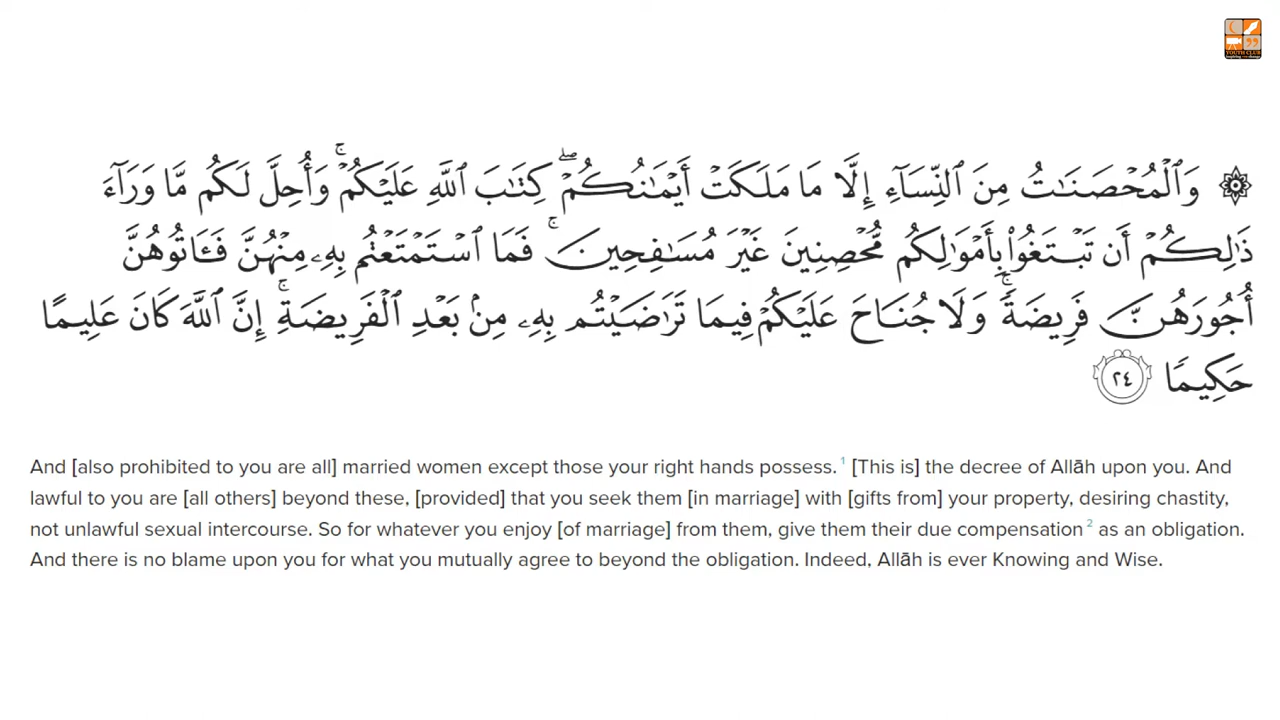 YOUTH CLUB
۞ وَٱلْمُحْصَنَـٰتُ مِنَ ٱلنِّسَآءِ إِلَّا مَا مَلَكَتْ أَيْمَـٰنُكُمْ ۖ كِتَـٰبَ ٱللَّهِ عَلَيْكُمْ ۚ وَأُحِلَّ لَكُم مَّا وَرَآءَ
ذَٰلِكُمْ أَن تَبْتَغُوا۟ بِأَمْوَٰلِكُم مُّحْصِنِينَ غَيْرَ مُسَـٰفِحِينَ ۚ فَمَا ٱسْتَمْتَعْتُم بِهِۦ مِنْهُنَّ فَـَٔاتُوهُنَّ
أُجُورَهُنَّ فَرِيضَةً ۚ وَلَا جُنَاحَ عَلَيْكُمْ فِيمَا تَرَٰضَيْتُم بِهِۦ مِنۢ بَعْدِ ٱلْفَرِيضَةِ ۚ إِنَّ ٱللَّهَ كَانَ عَلِيمًا
حَكِيمًا ٢٤
And [also prohibited to you are all] married women except those your right hands possess. 1 [This is] the decree of Allāh upon you. And
lawful to you are [all others] beyond these, [provided] that you seek them [in marriage] with [gifts from] your property, desiring chastity,
not unlawful sexual intercourse. So for whatever you enjoy [of marriage] from them, give them their due compensation 2 as an obligation.
And there is no blame upon you for what you mutually agree to beyond the obligation. Indeed, Allāh is ever Knowing and Wise.